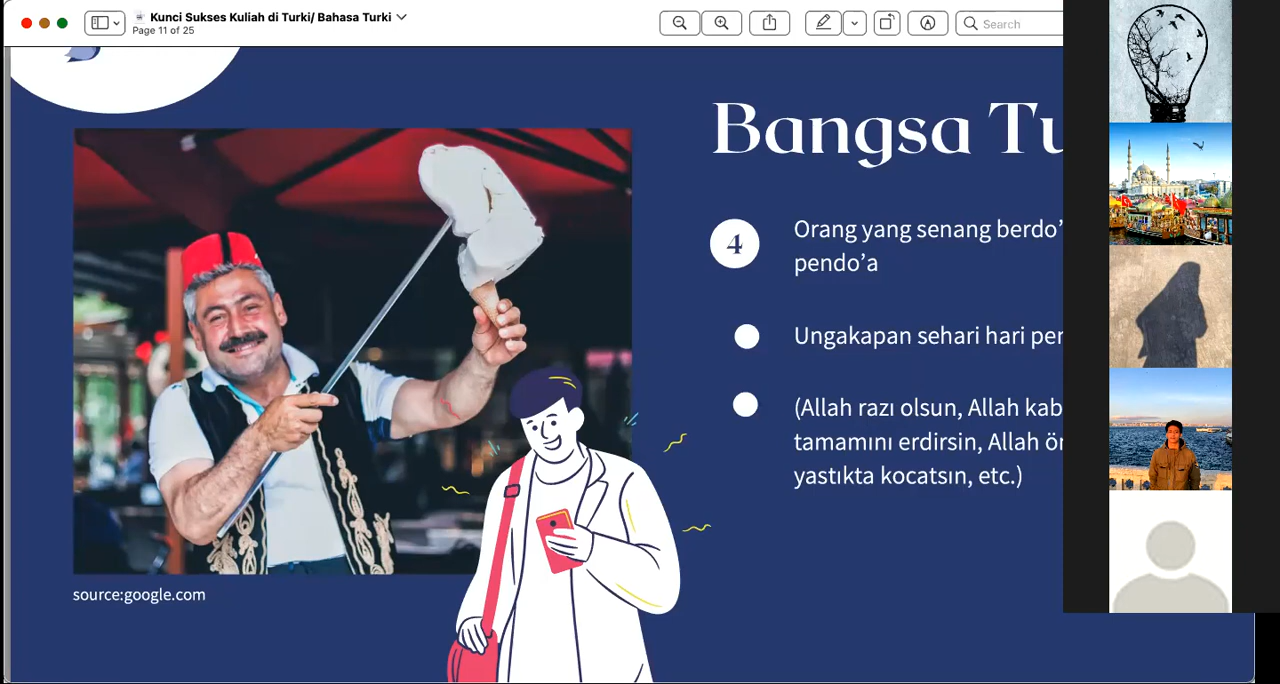 Kunci Sukses Kuliah di Turki/ Bahasa Turki
Page 11 of 25
Search
Bangsa Tu
4
Orang yang senang berdo’
pendo’a
Ungakapan sehari hari per
(Allah razı olsun, Allah kab
tamamını erdirsin, Allah ör
yastıkta kocatsın, etc.)
source:google.com